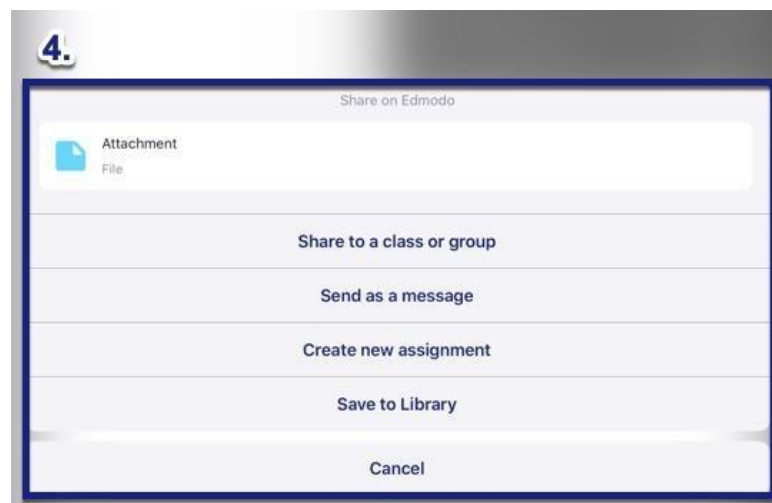 4.
Share on Edmodo
Attachment
File
Share to a class or group
Send as a message
Create new assignment
Save to Library
Cancel